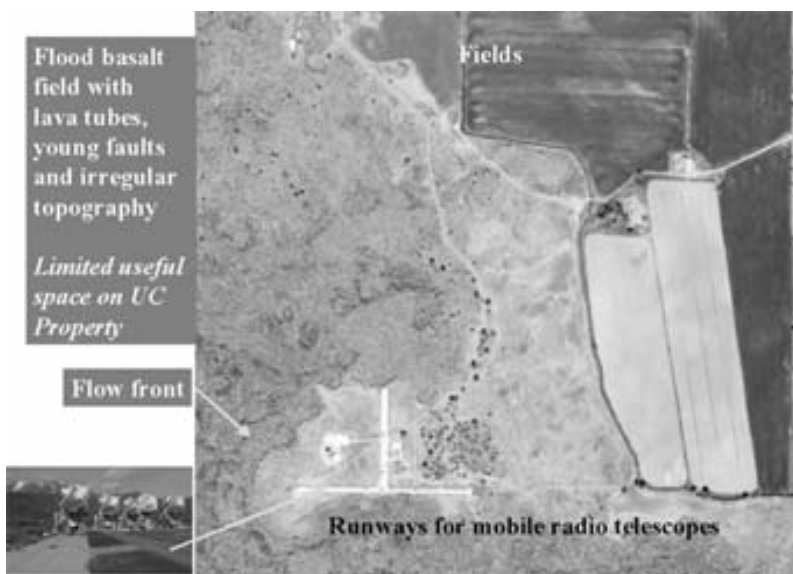 Flood basalt
field with
lava tubes,
young faults
and irregular
topography
Limited useful
space on UC
Property
Fields
Flow front
Runways for mobile radio telescopes